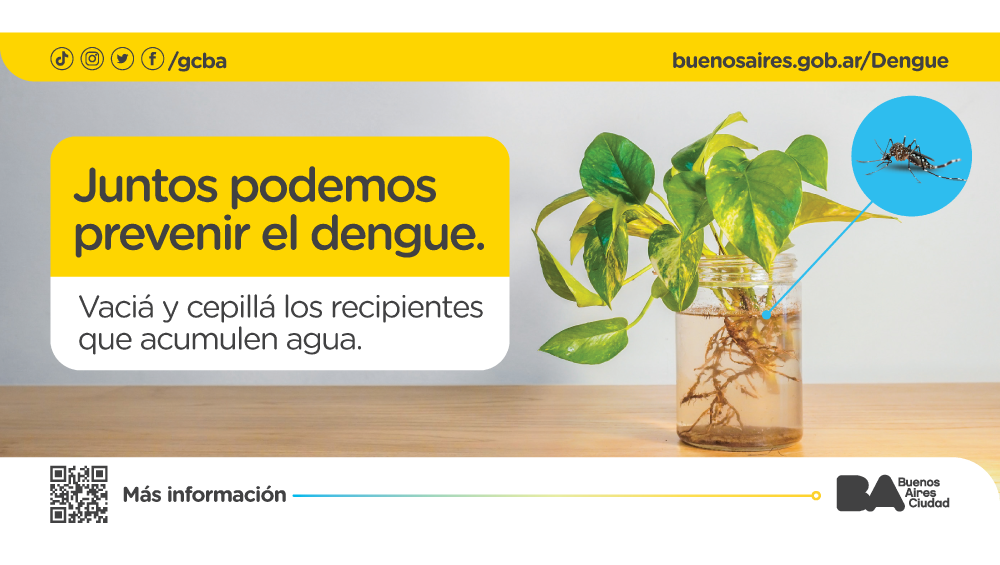 /gcba
buenosaires.gob.ar/Dengue
Juntos podemos
prevenir el dengue.
Vaciá y cepillá los recipientes
que acumulen agua.
Más información
BA
Buenos
Aires
Ciudad